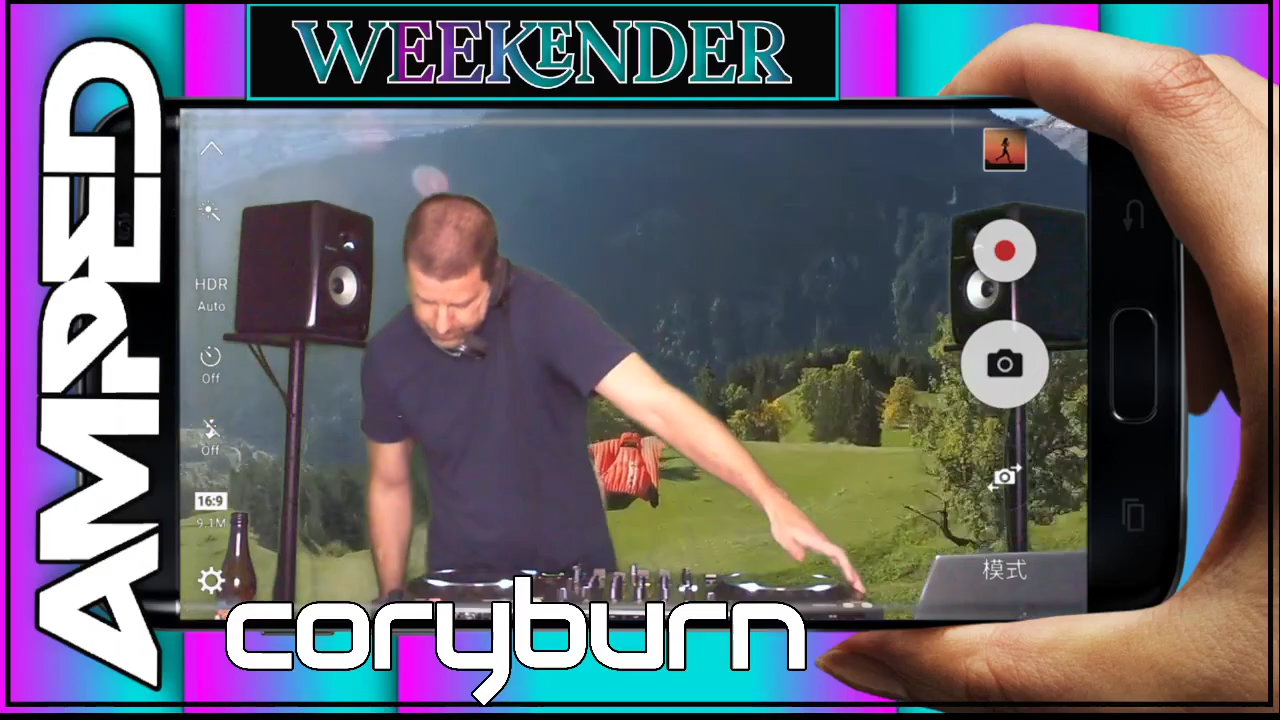 WEEKENDER
AMPED
HDR
Auto
Off
Off
16:9
9.1M
模式
coryburn